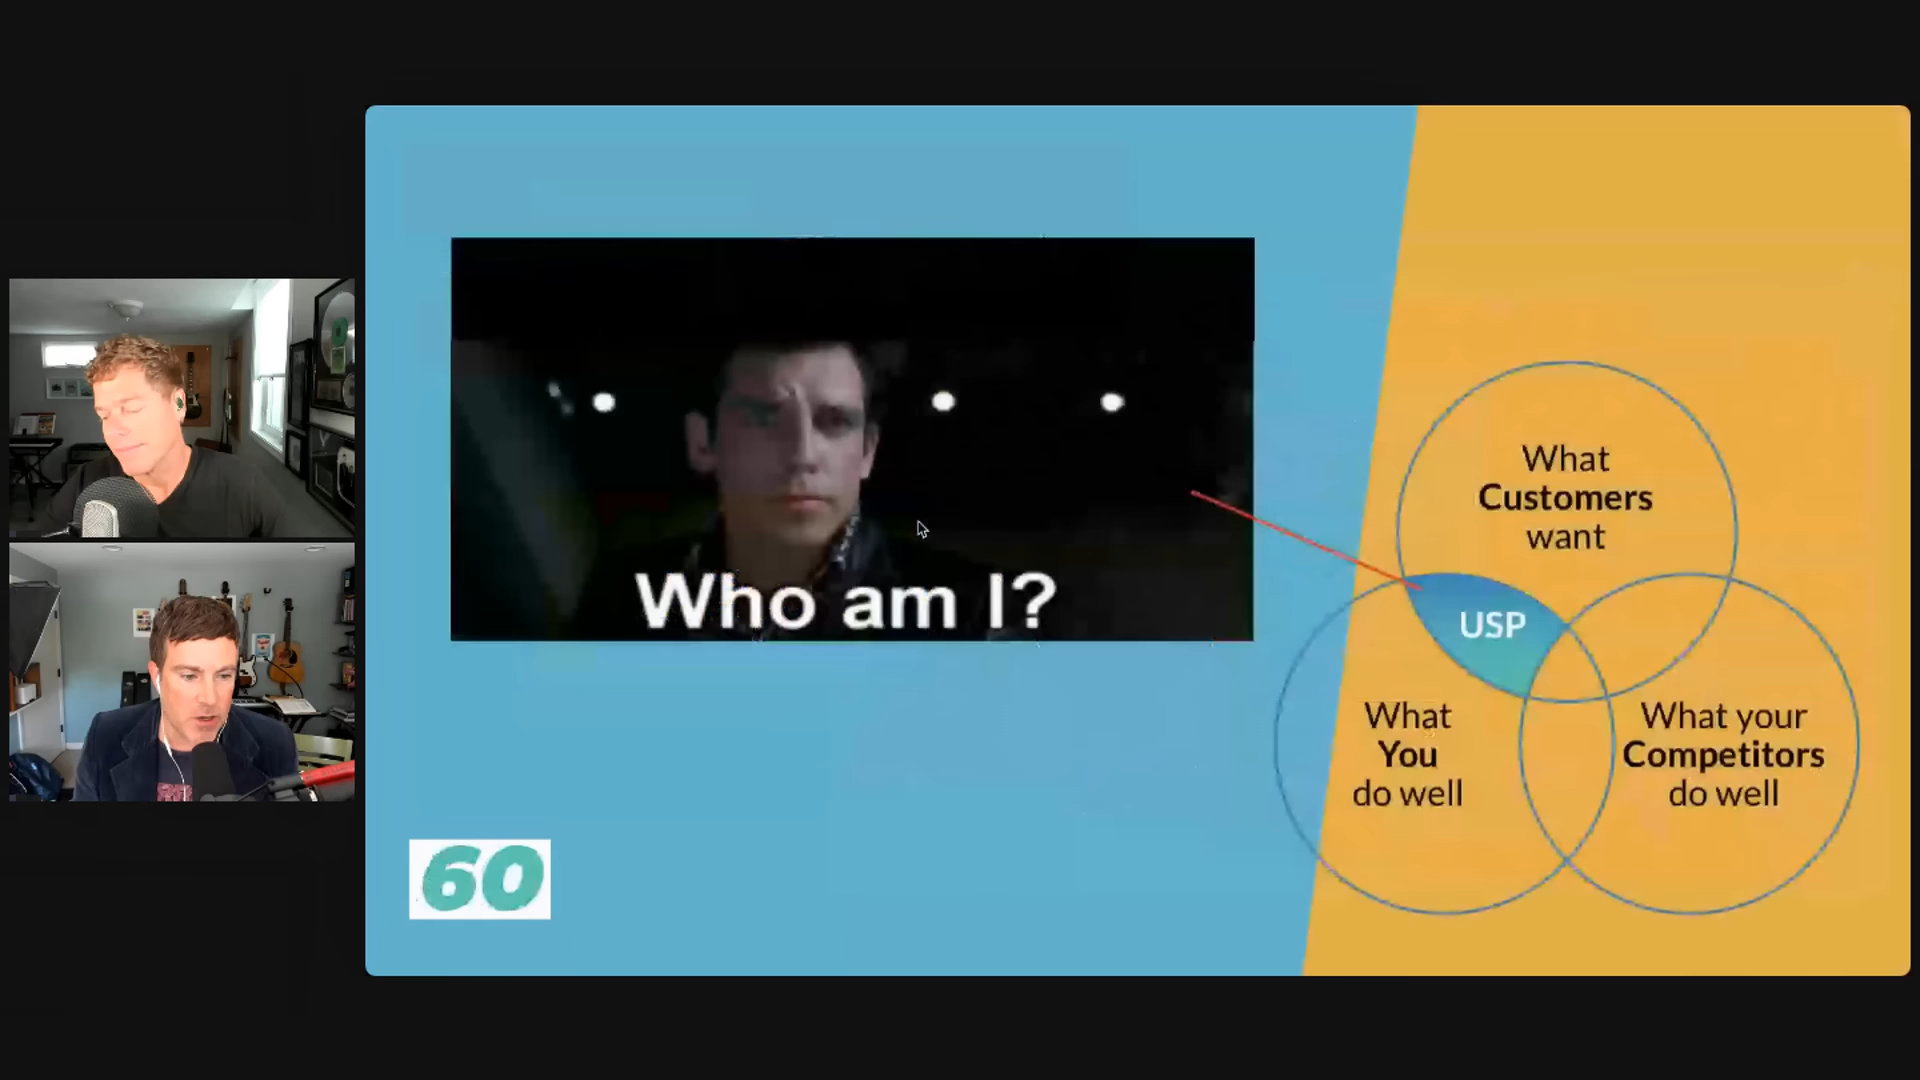 Who am I?
60
What
Customers
want
USP
What
You
do well
What your
Competitors
do well